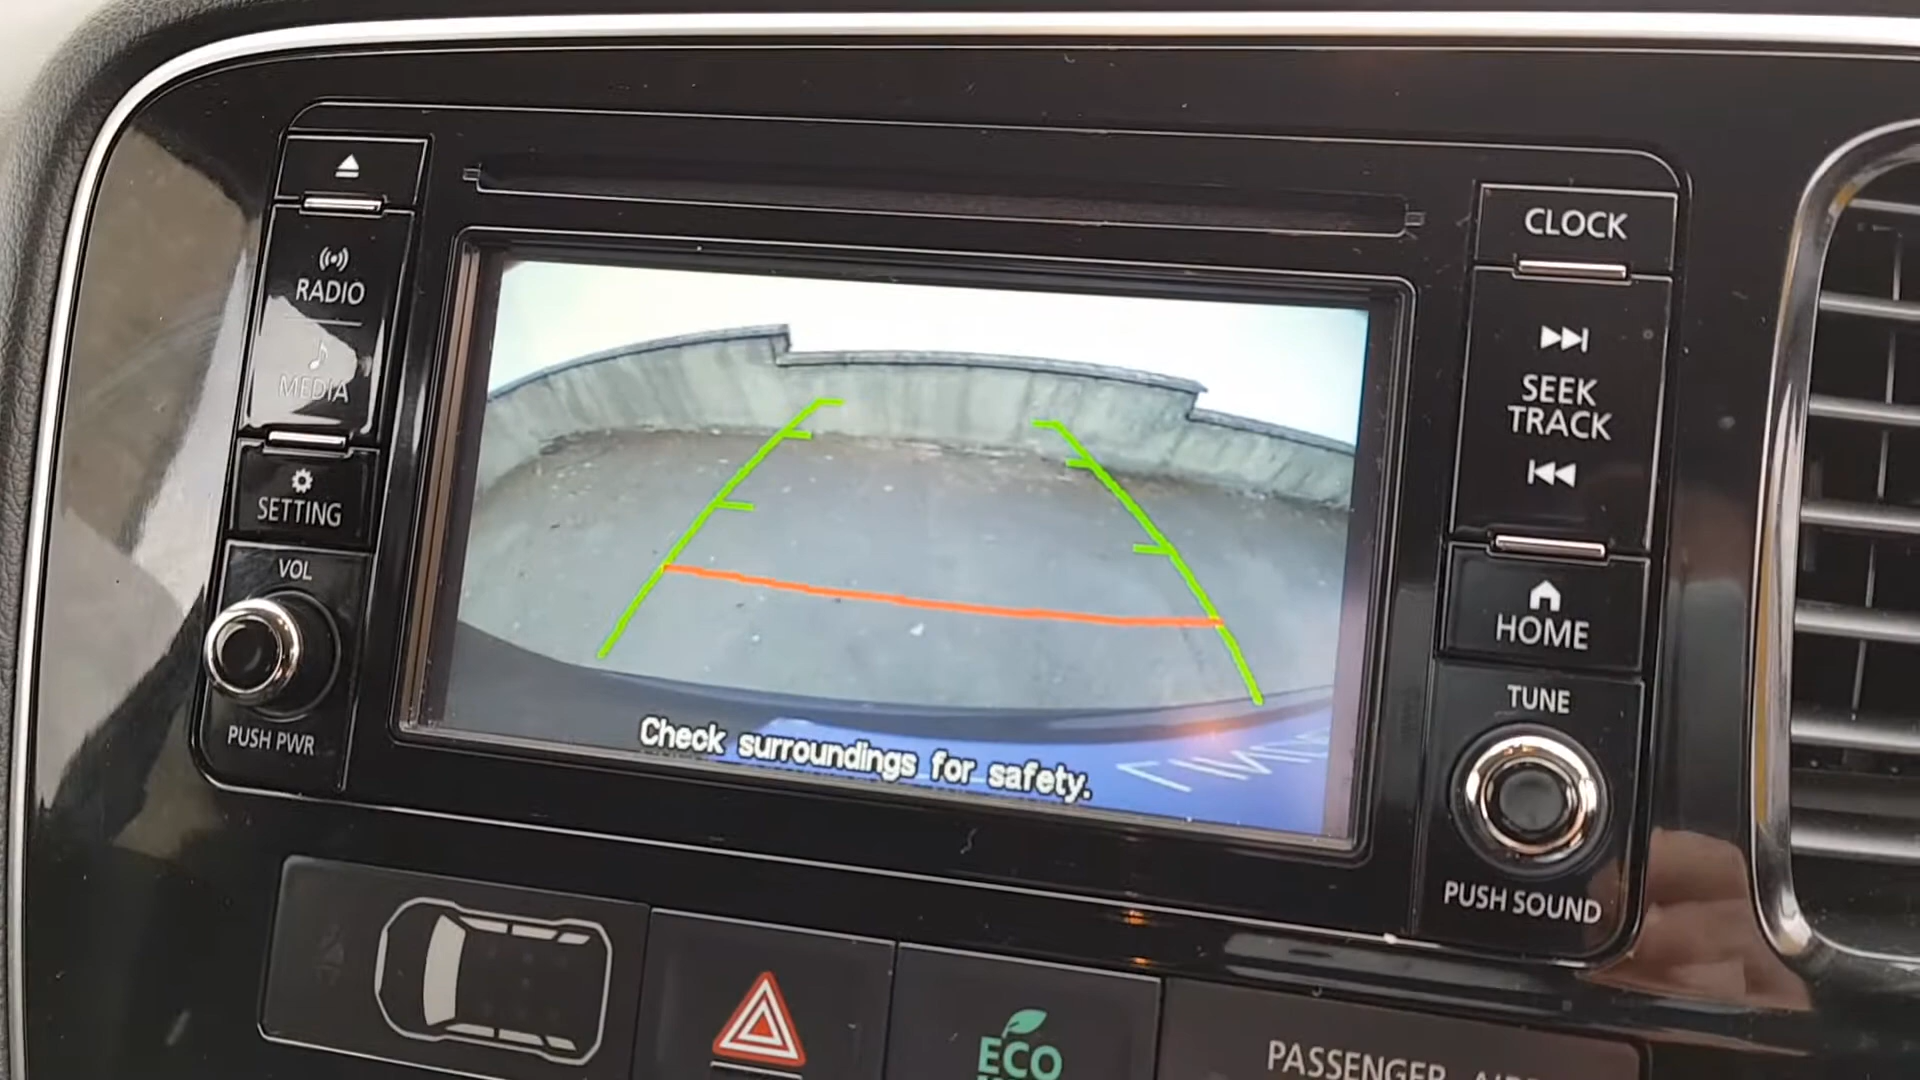 RADIO
MEDIA
SETTING
VOL
PUSH PWR
CLOCK
SEEK
TRACK
HOME
TUNE
PUSH SOUND
Check surroundings for safety.
ECO
PASSENGER